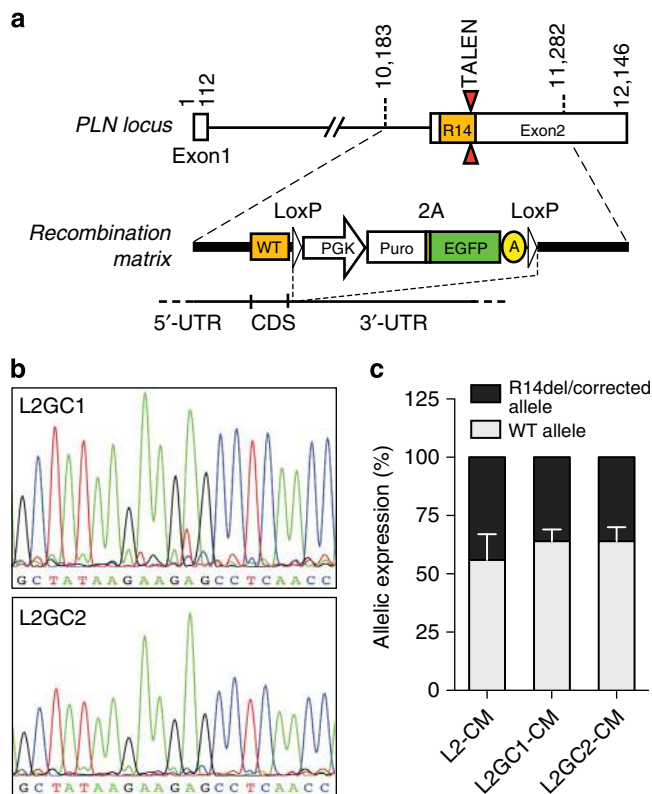 a
1
112
10,183
TALEN
11,282
12,146
PLN locus
R14
Exon2
Exon1
LoxP
2A
LoxP
Recombination
matrix
WT
PGK
Puro
EGFP
A
5′-UTR
CDS
3′-UTR
b
L2GC1
GCTATAAGAAGAGCCTCAACC
L2GC2
GCTATAAGAAGAGCCTCAACC
c
R14del/corrected
allele
WT allele
Allelic expression (%)
125
100
75
50
25
0
L2-CM
L2GC1-CM
L2GC2-CM